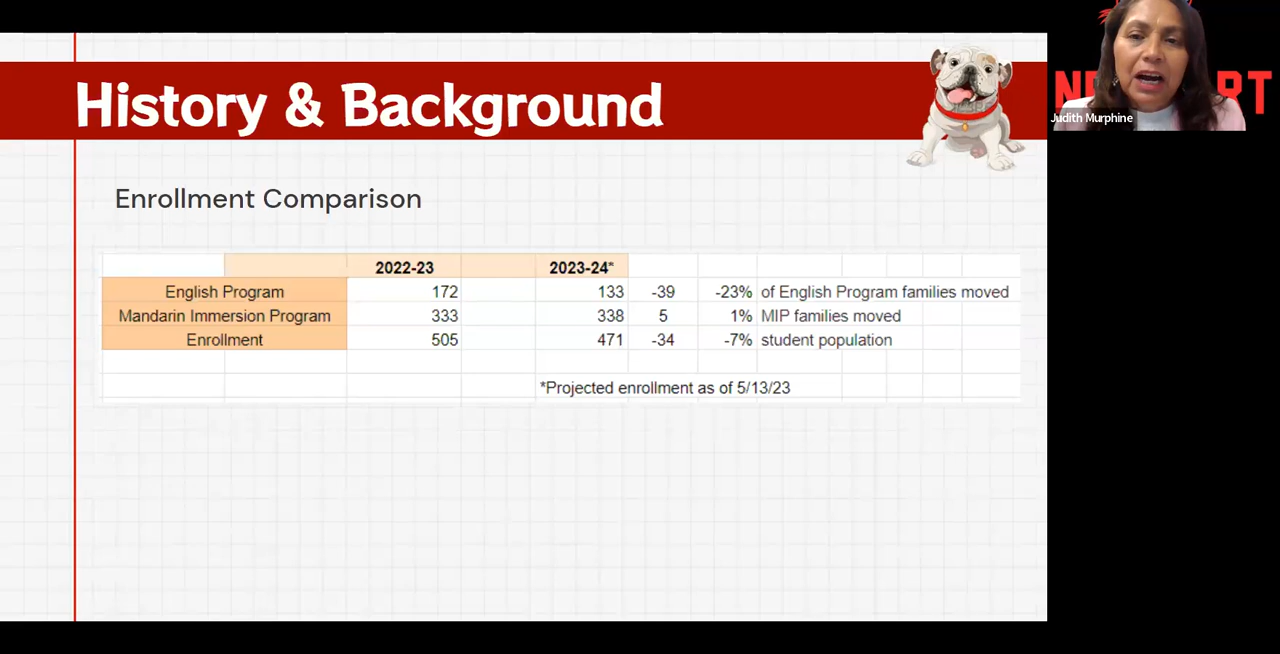 History & Background
Judith Murphine
Enrollment Comparison
2022-23 2023-24*
English Program 172 133 -39 -23% of English Program families moved
Mandarin Immersion Program 333 338 5 1% MIP families moved
Enrollment 505 471 -34 -7% student population
*Projected enrollment as of 5/13/23